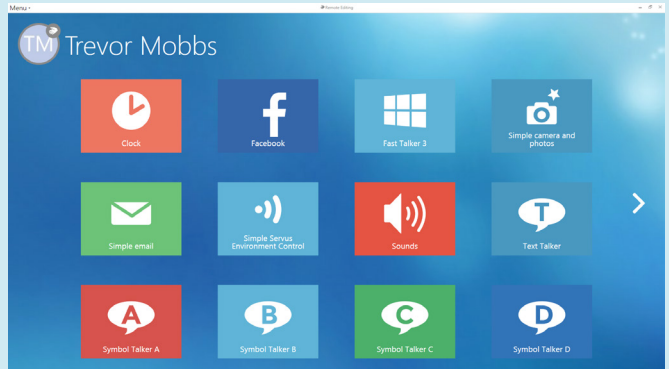 Menu
Remote Editing
TM
Trevor Mobbs
Clock
Facebook
Fast Talker 3
Simple camera and
photos
Simple email
Simple Servus
Environment Control
Sounds
T
Text Talker
A
Symbol Talker A
B
Symbol Talker B
C
Symbol Talker C
D
Symbol Talker D